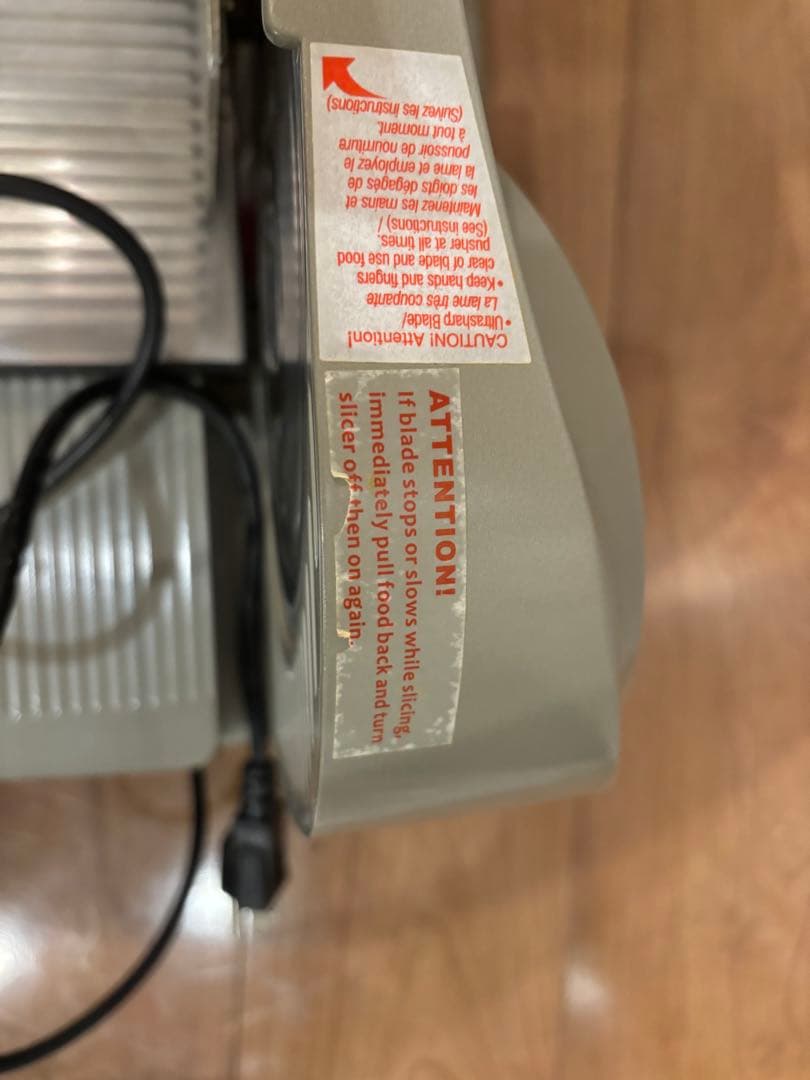 CAUTION! Attention!
•Ultrasharp Blade/
La lame très coupante
•Keep hands and fingers
clear of blade and use food
pusher at all times.
(See instructions) /
Maintenez les mains et
les doigts dégagés de
la lame et employez le
poussoir de nourriture
à tout moment.
(Suivez les instructions)
ATTENTION!
If blade stops or slows while slicing,
immediately pull food back and turn
slicer off then on again.